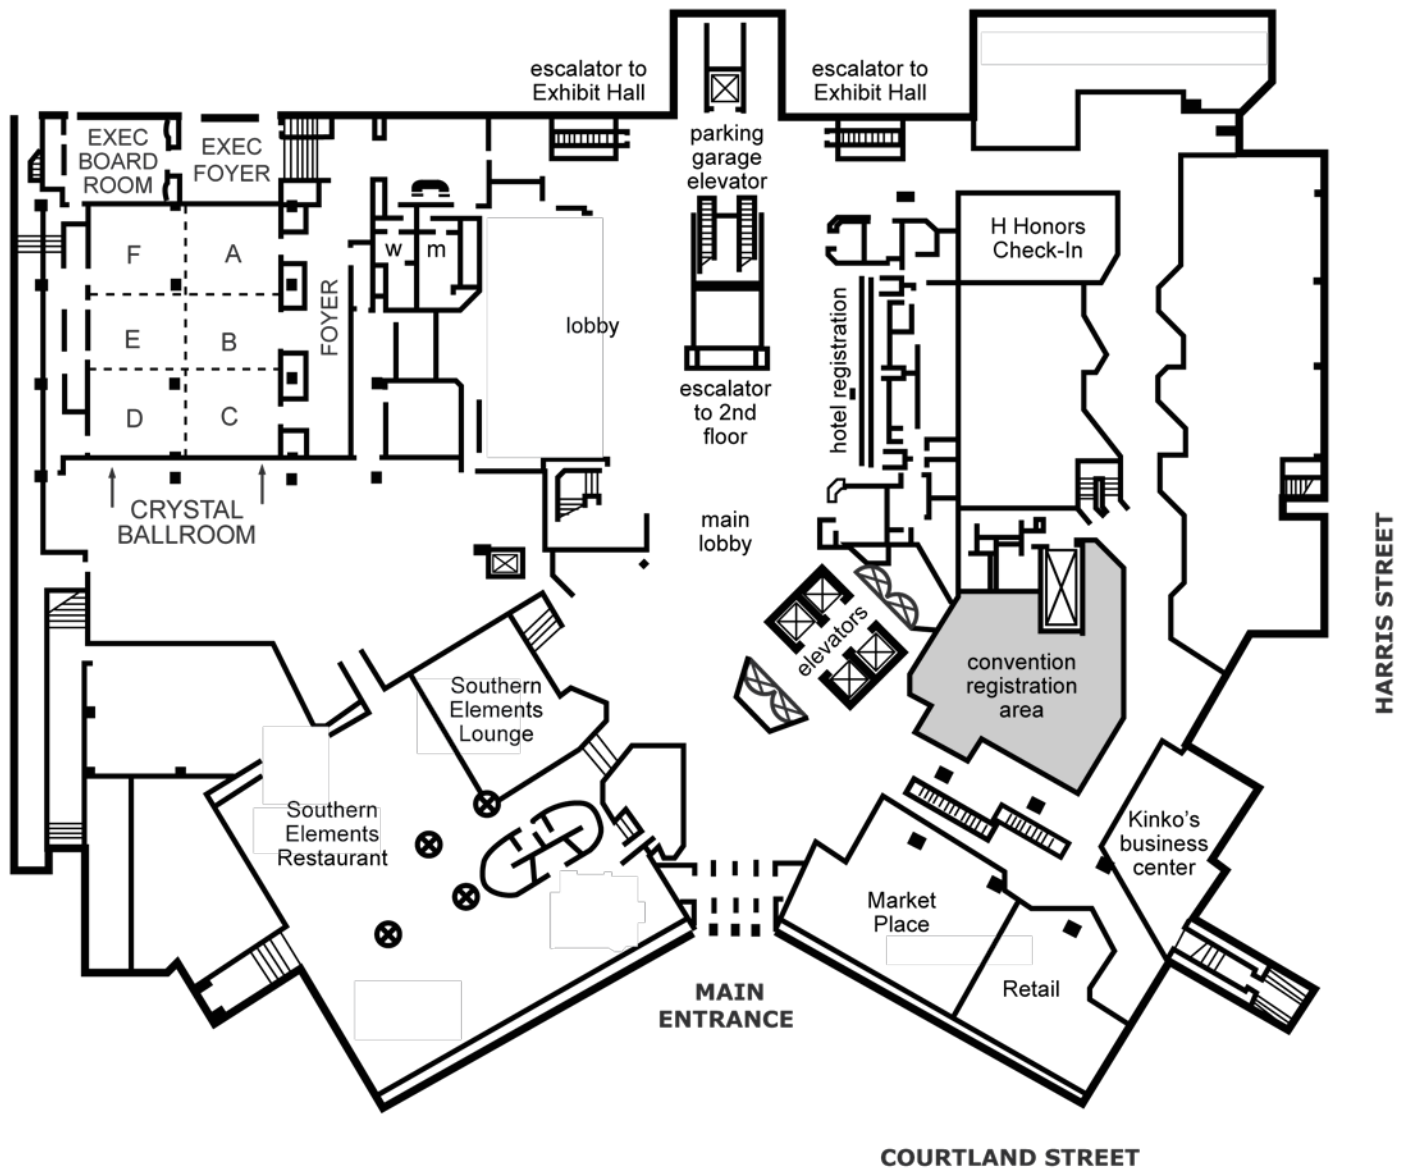 escalator to
Exhibit Hall
escalator to
Exhibit Hall
parking
garage
elevator
EXEC
BOARD
ROOM
EXEC
FOYER
H Honors
Check-In
F
A
w
m
E
B
FOYER
lobby
hotel registration
D
C
escalator
to 2nd
floor
CRYSTAL
BALLROOM
main
lobby
elevators
convention
registration
area
HARRIS STREET
Southern
Elements
Lounge
Southern
Elements
Restaurant
Kinko's
business
center
Market
Place
Retail
MAIN
ENTRANCE
COURTLAND STREET